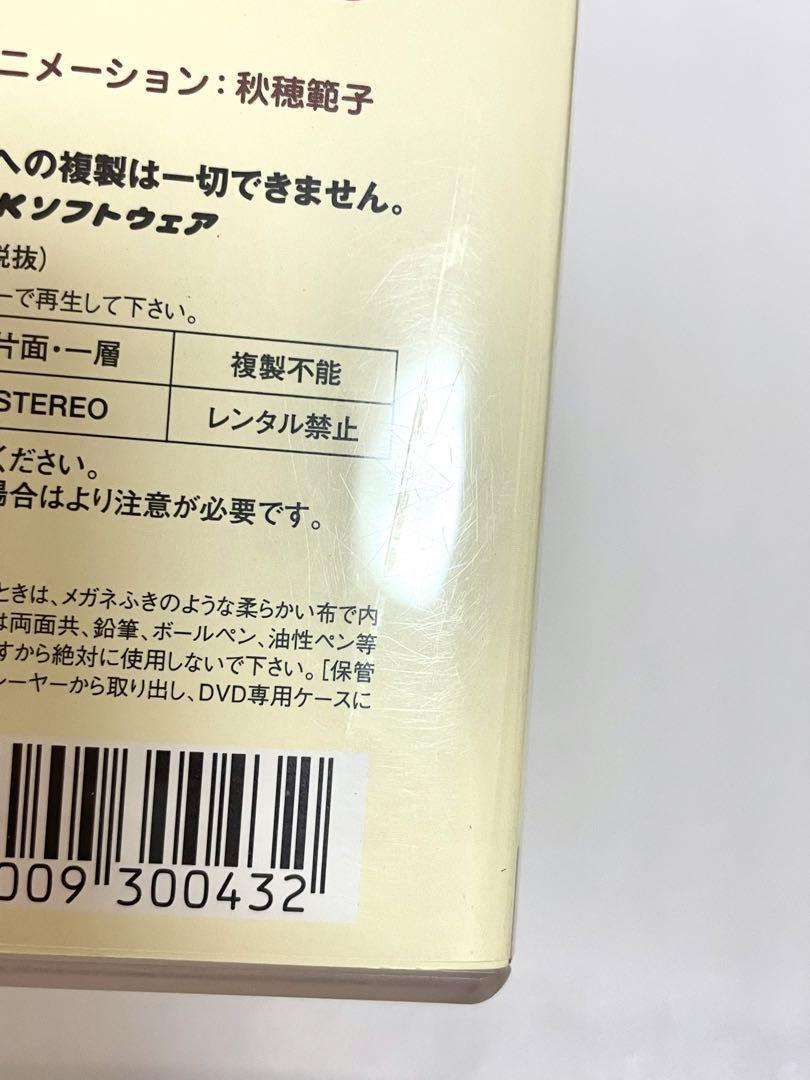 ニメーション：秋穂範子
への複製は一切できません。
Kソフトウェア
税抜）
ーで再生して下さい。
片面・一層 複製不能
STEREO レンタル禁止
ください。
場合はより注意が必要です。
ときは、メガネふきのような柔らかい布で内
は両面共、鉛筆、ボールペン、油性ペン等
すから絶対に使用しないで下さい。［保管
レーヤーから取り出し、DVD専用ケースに
009 300432